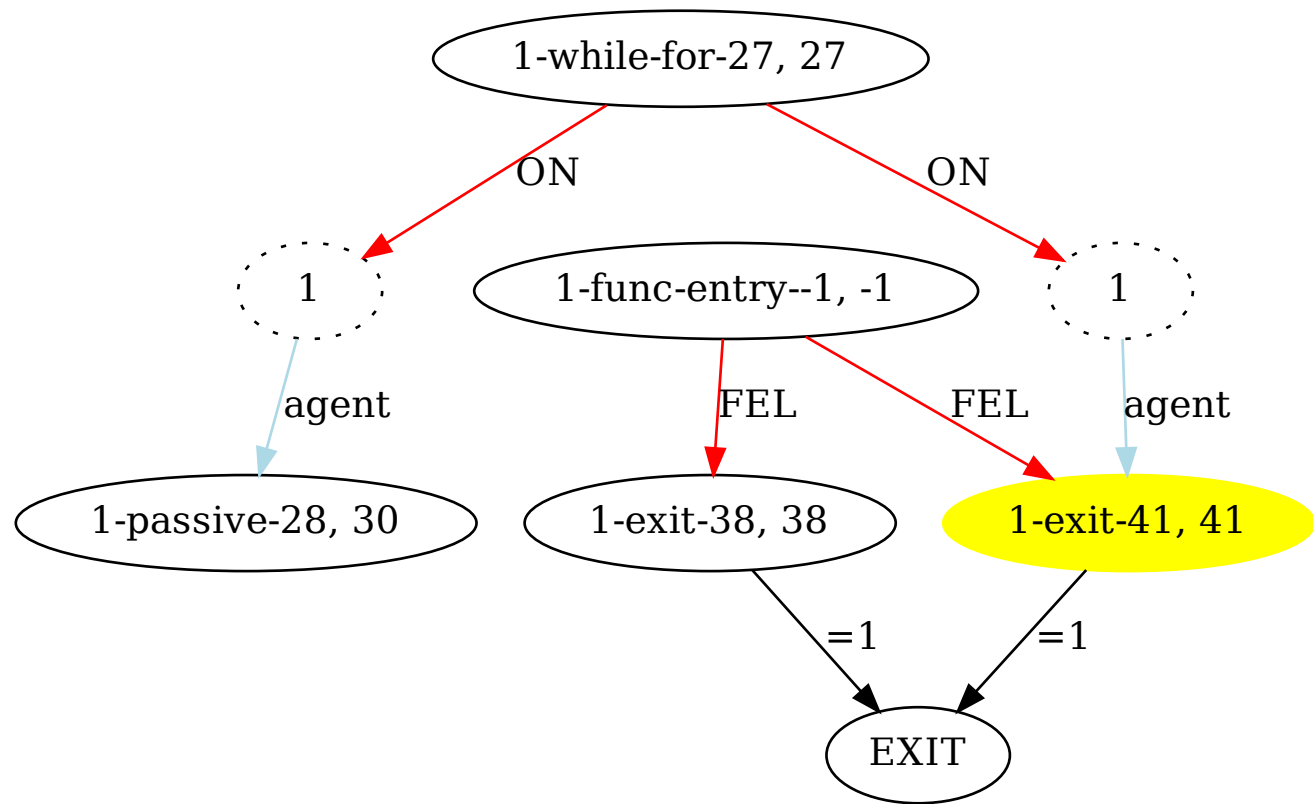 1-while-for-27, 27
ON
ON
1
1-func-entry--1, -1
1
agent
FEL
FEL
agent
1-passive-28, 30
1-exit-38, 38
1-exit-41, 41
=1
=1
EXIT